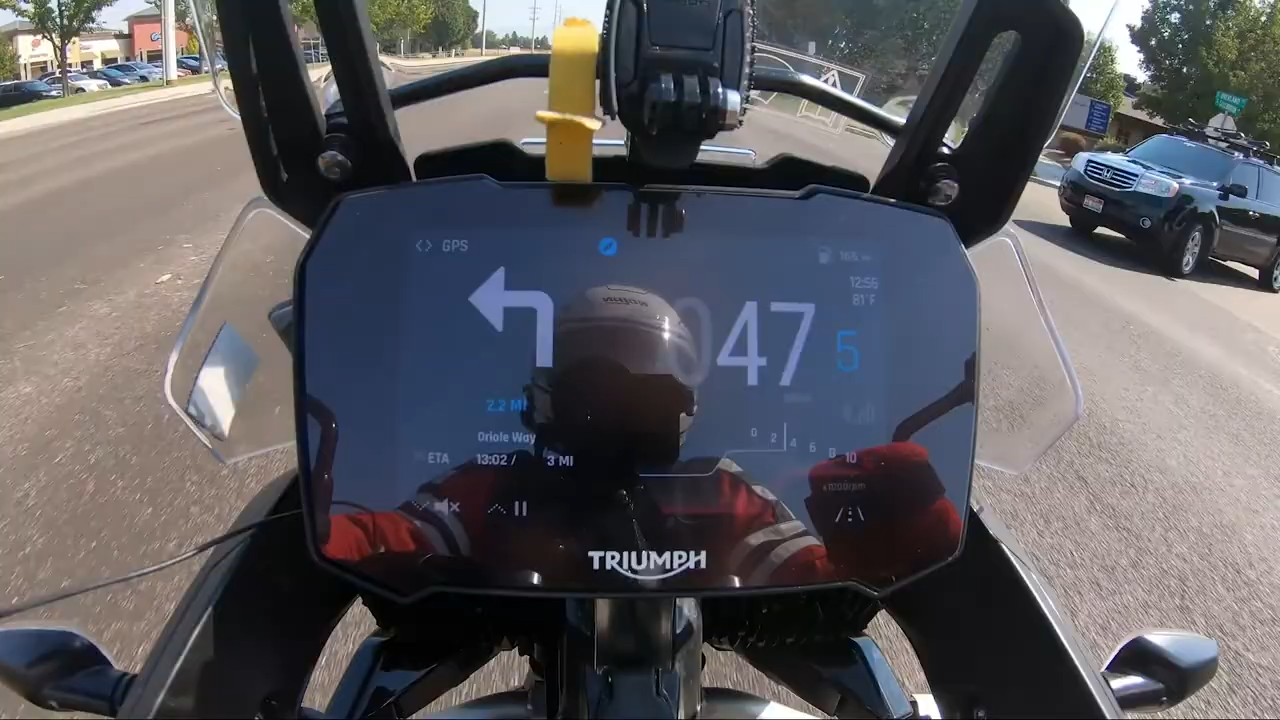 GPS
12:56
81°F
047
5
2.2 MI
Oriole Way
ETA 13:02 / 3 MI
0 2 4 6 8 10
TRIUMPH